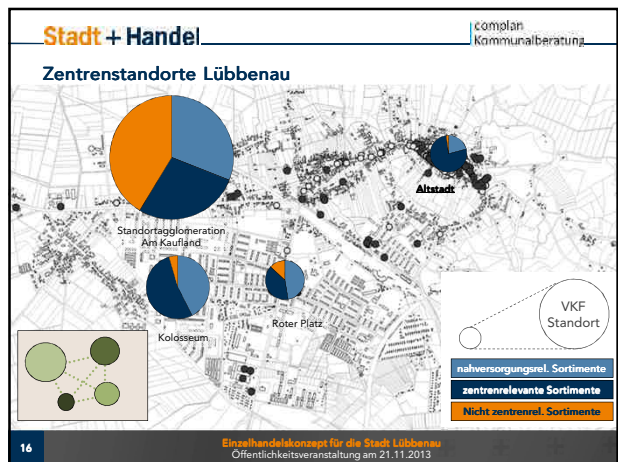 Stadt + Handel
complan
Kommunalberatung
Zentrenstandorte Lübbenau
Altstadt
Standortagglomeration
Am Kaufland
Kolosseum
Roter Platz
VKF
Standort
nahversorgungsrel. Sortimente
zentrenrelevante Sortimente
Nicht zentrenrel. Sortimente
16
Einzelhandelskonzept für die Stadt Lübbenau
Öffentlichkeitsveranstaltung am 21.11.2013